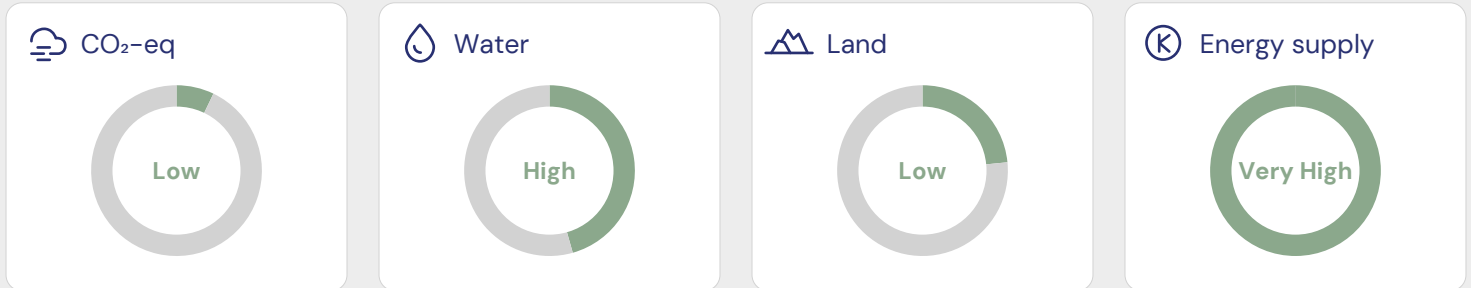 CO₂-eq
Low
Water
High
Land
Low
Energy supply
Very High